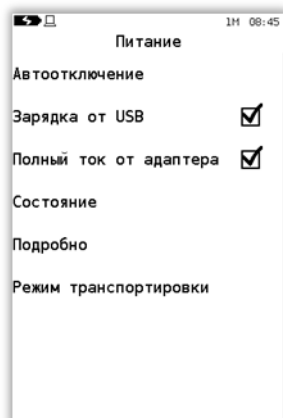 1М 08:45
Питание
Автоотключение
Зарядка от USB
Полный ток от адаптера
Состояние
Подробно
Режим транспортировки